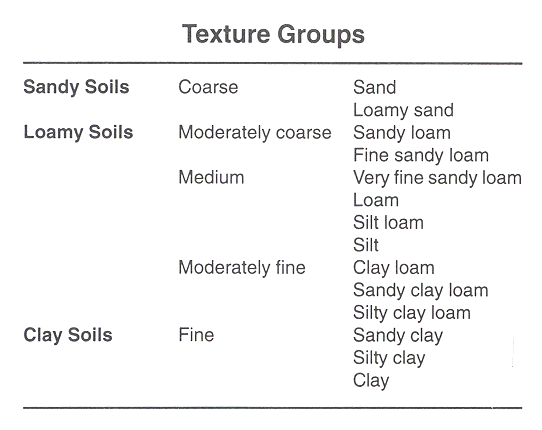 Texture Groups
Sandy Soils Coarse Sand
Loamy sand
Loamy Soils Moderately coarse Sandy loam
Fine sandy loam
Medium Very fine sandy loam
Loam
Silt loam
Silt
Moderately fine Clay loam
Sandy clay loam
Silty clay loam
Clay Soils Fine Sandy clay
Silty clay
Clay